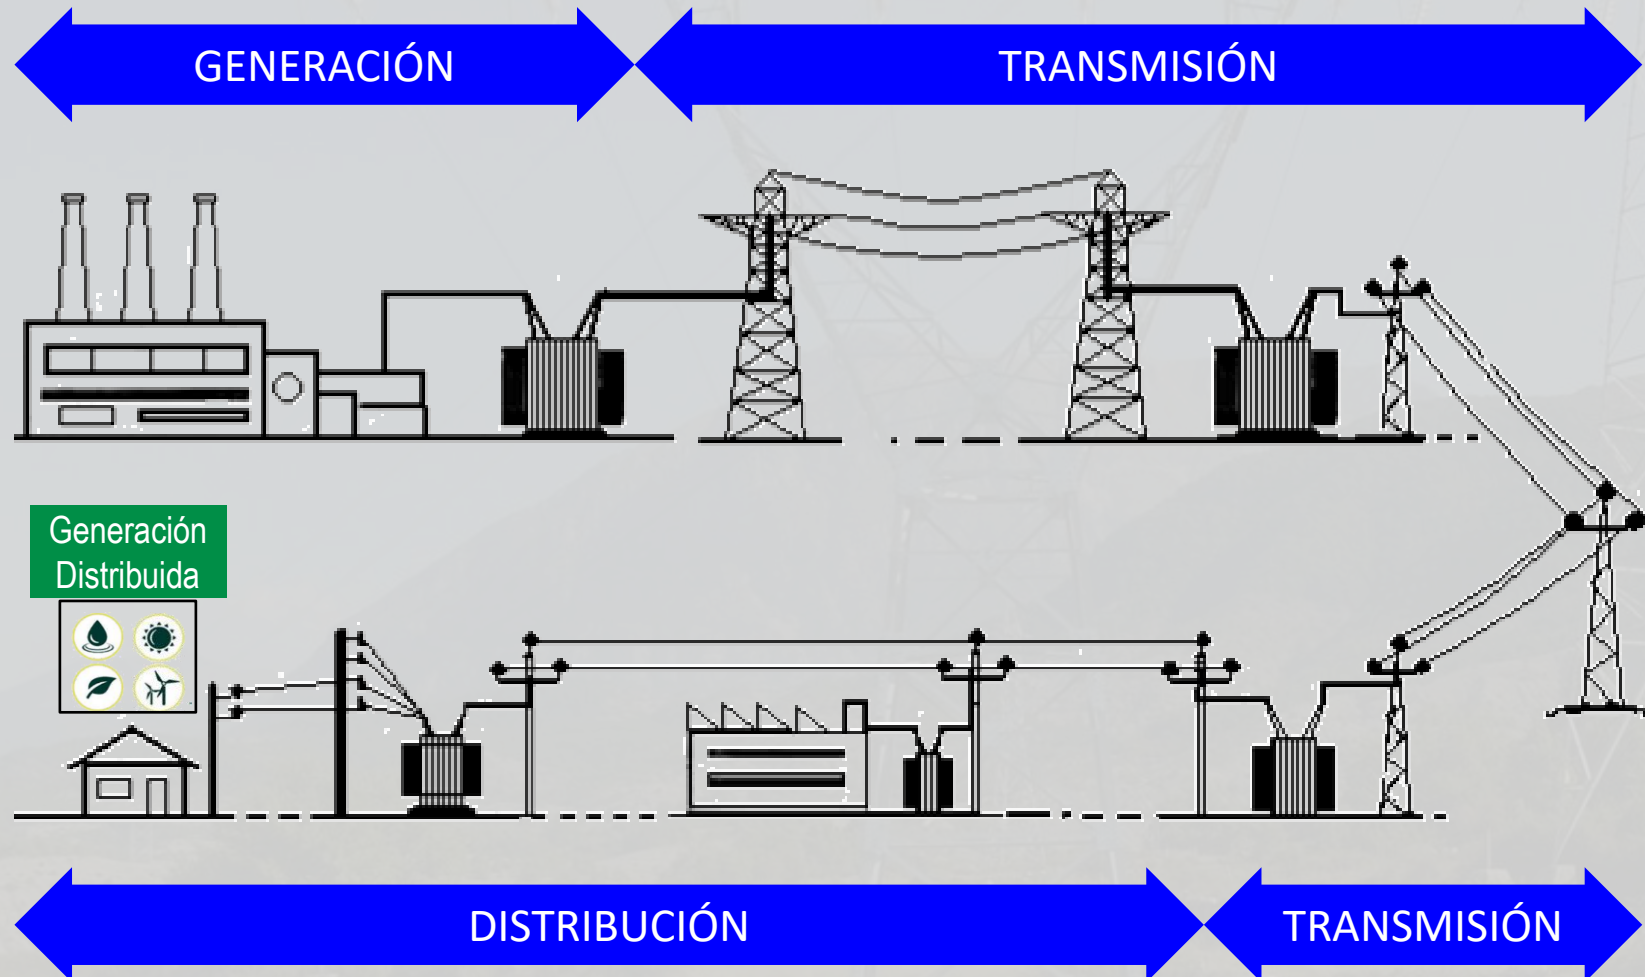 GENERACIÓN
TRANSMISIÓN
Generación
Distribuida
DISTRIBUCIÓN
TRANSMISIÓN